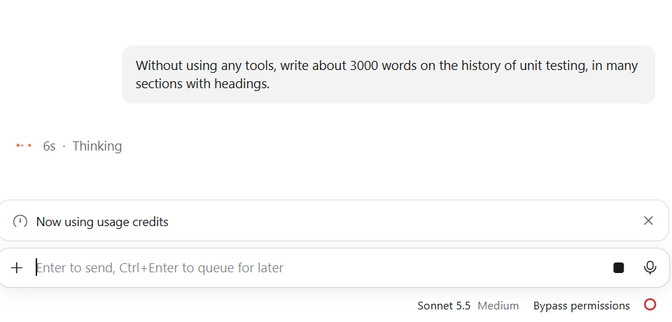 Without using any tools, write about 3000 words on the history of unit testing, in many
sections with headings.
6s · Thinking
Now using usage credits
Enter to send, Ctrl+Enter to queue for later
Sonnet 5.5 Medium Bypass permissions